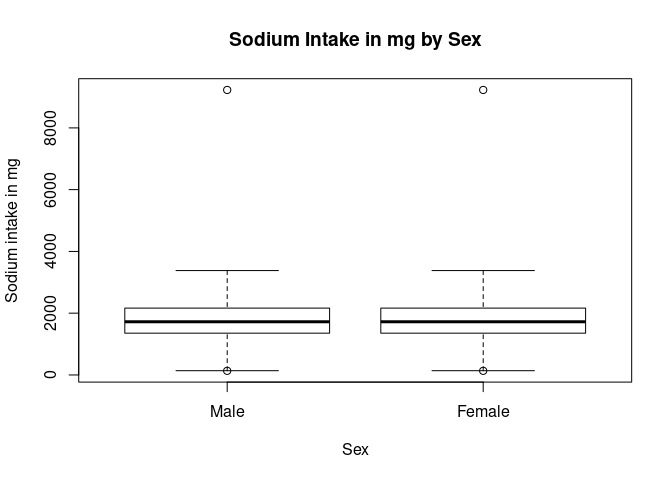 Sodium Intake in mg by Sex
Sodium intake in mg
8000
6000
4000
2000
0
Male Female
Sex